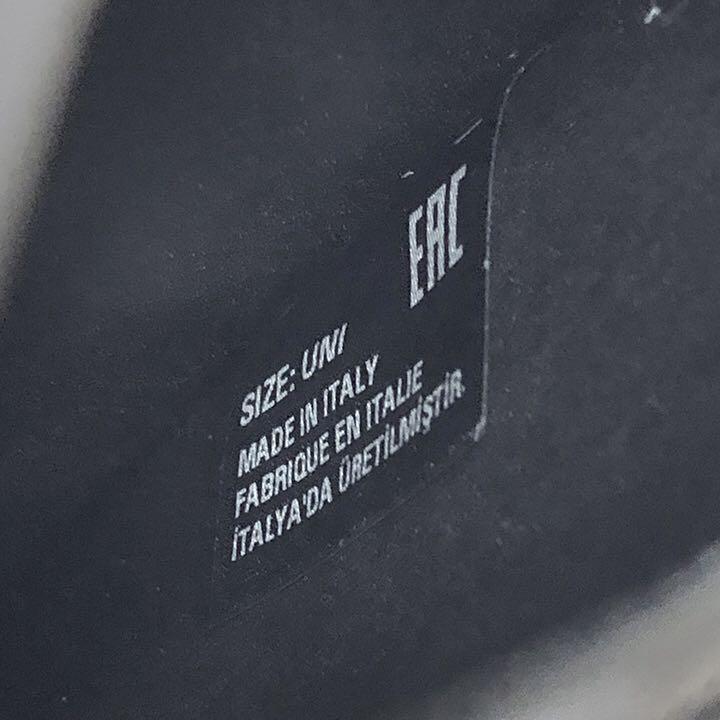 EAC
SIZE: UNI
MADE IN ITALY
FABRIQUE EN ITALIE
İTALYA'DA ÜRETİLMİŞTİR